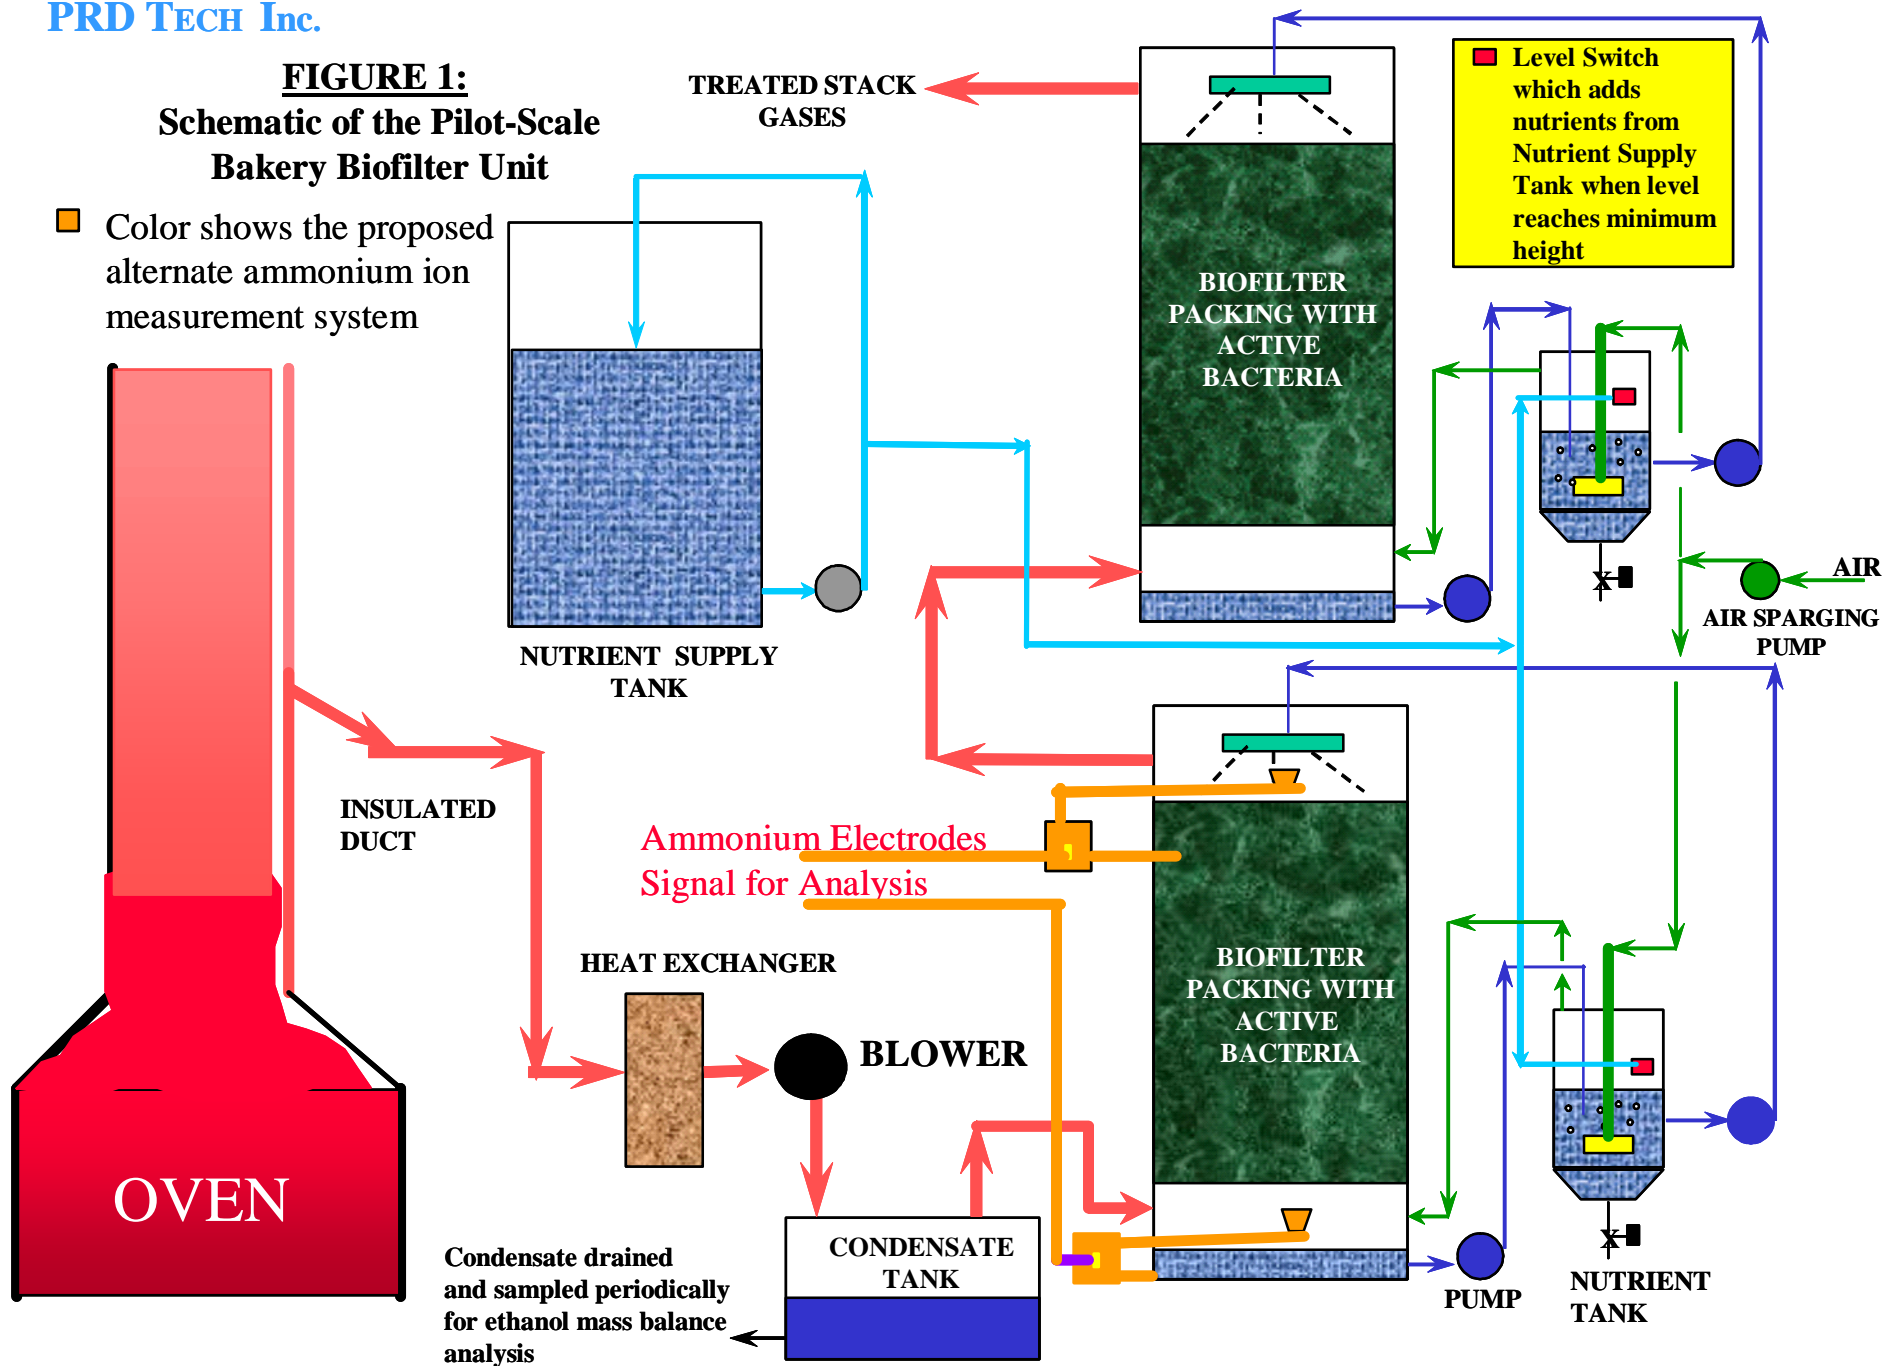 PRD TECH Inc.
FIGURE 1:
Schematic of the Pilot-Scale
Bakery Biofilter Unit
Color shows the proposed
alternate ammonium ion
measurement system
TREATED STACK
GASES
Level Switch
which adds
nutrients from
Nutrient Supply
Tank when level
reaches minimum
height
BIOFILTER
PACKING WITH
ACTIVE
BACTERIA
X
AIR
AIR SPARGING
PUMP
NUTRIENT SUPPLY
TANK
INSULATED
DUCT
Ammonium Electrodes
Signal for Analysis
HEAT EXCHANGER
BLOWER
BIOFILTER
PACKING WITH
ACTIVE
BACTERIA
OVEN
CONDENSATE
TANK
Condensate drained
and sampled periodically
for ethanol mass balance
analysis
X
PUMP
NUTRIENT
TANK